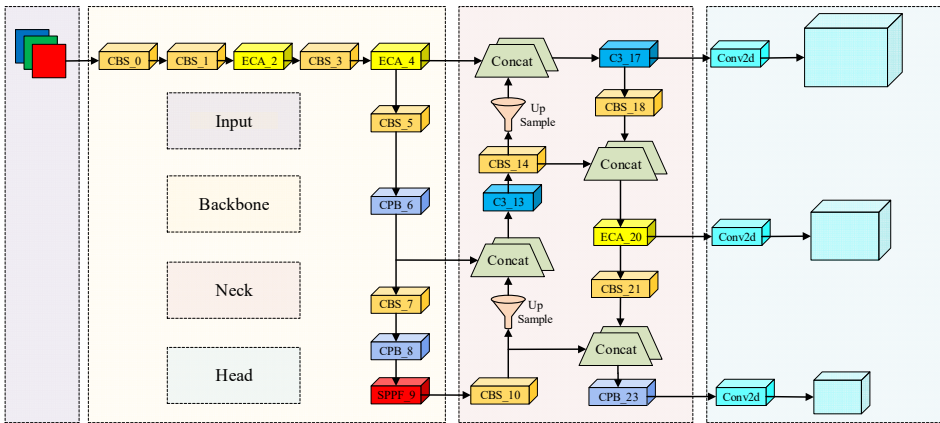 CBS_0
CBS_1
ECA_2
CBS_3
ECA_4
CBS_5
CPB_6
CBS_7
CPB_8
SPPF_9
Input
Backbone
Neck
Head
Concat
Up
Sample
CBS_14
C3_13
Concat
Up
Sample
CBS_10
C3_17
CBS_18
Concat
ECA_20
CBS_21
Concat
CPB_23
Conv2d
Conv2d
Conv2d